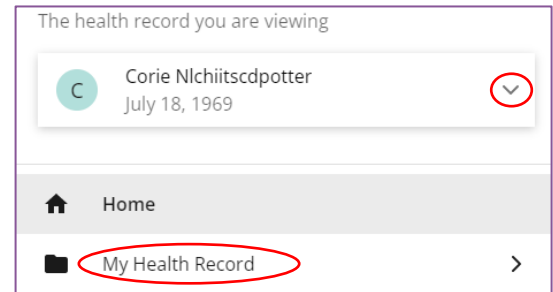 The health record you are viewing
C
Corie Nlchiitscdpotter
July 18, 1969
Home
My Health Record